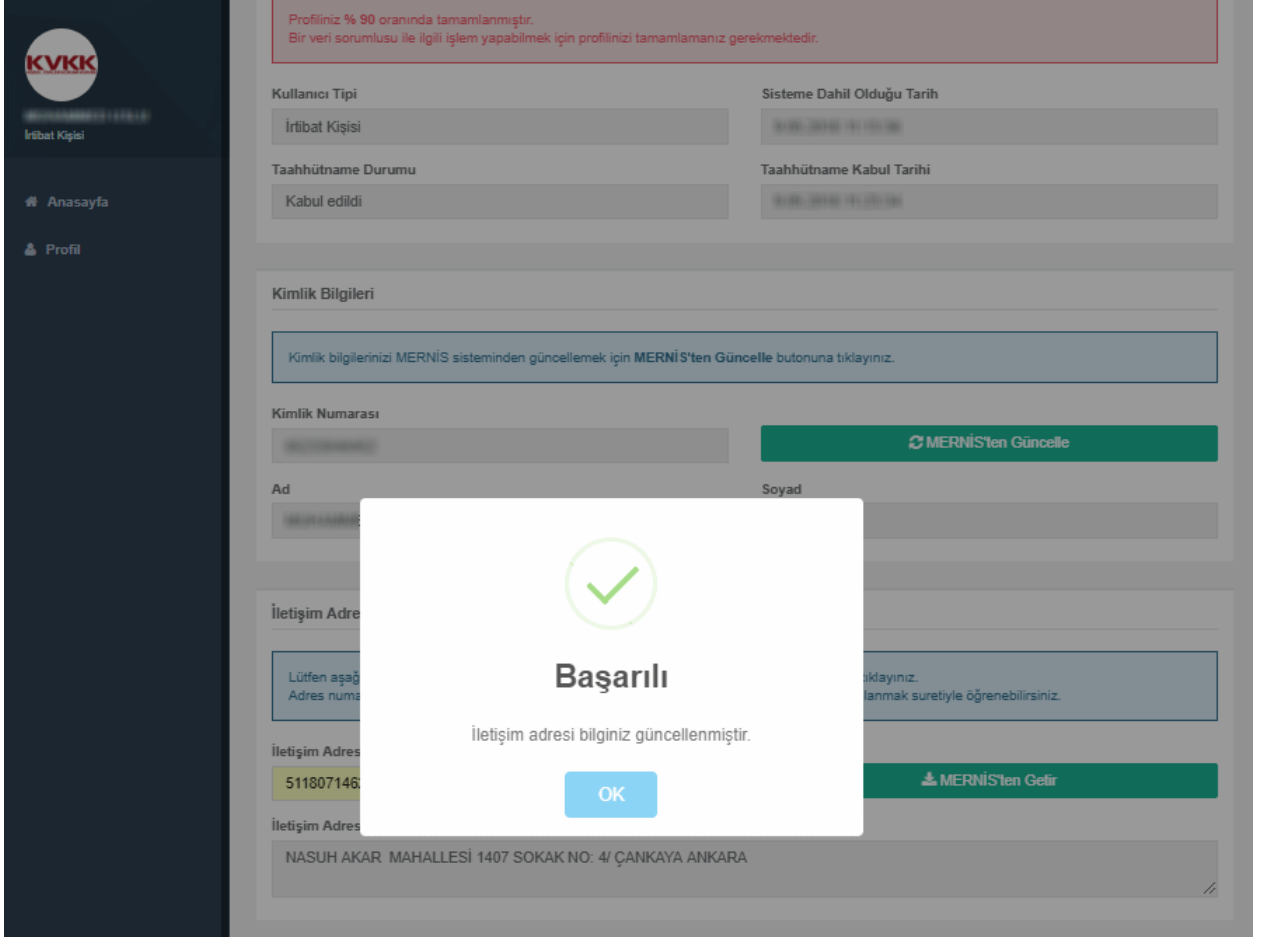 Profiliniz % 90 oranında tamamlanmıştır.
Bir veri sorumlusu ile ilgili işlem yapabilmek için profilinizi tamamlamanız gerekmektedir.
KVKK
İrtibat Kişisi
Anasayfa
Profil
Kullanıcı Tipi
Sisteme Dahil Olduğu Tarih
İrtibat Kişisi
Taahhütname Durumu
Taahhütname Kabul Tarihi
Kabul edildi
Kimlik Bilgileri
Kimlik bilgilerinizi MERNİS sisteminden güncellemek için MERNİS'ten Güncelle butonuna tıklayınız.
Kimlik Numarası
MERNİS'ten Güncelle
Ad
Soyad
İletişim Adre
Lütfen aşağ
ıklayınız.
Adres numa
lanmak suretiyle öğrenebilirsiniz.
Başarılı
İletişim adresi bilginiz güncellenmiştir.
OK
İletişim Adres
511807146
MERNİS'ten Getir
İletişim Adres
NASUH AKAR MAHALLESİ 1407 SOKAK NO: 4/ ÇANKAYA ANKARA